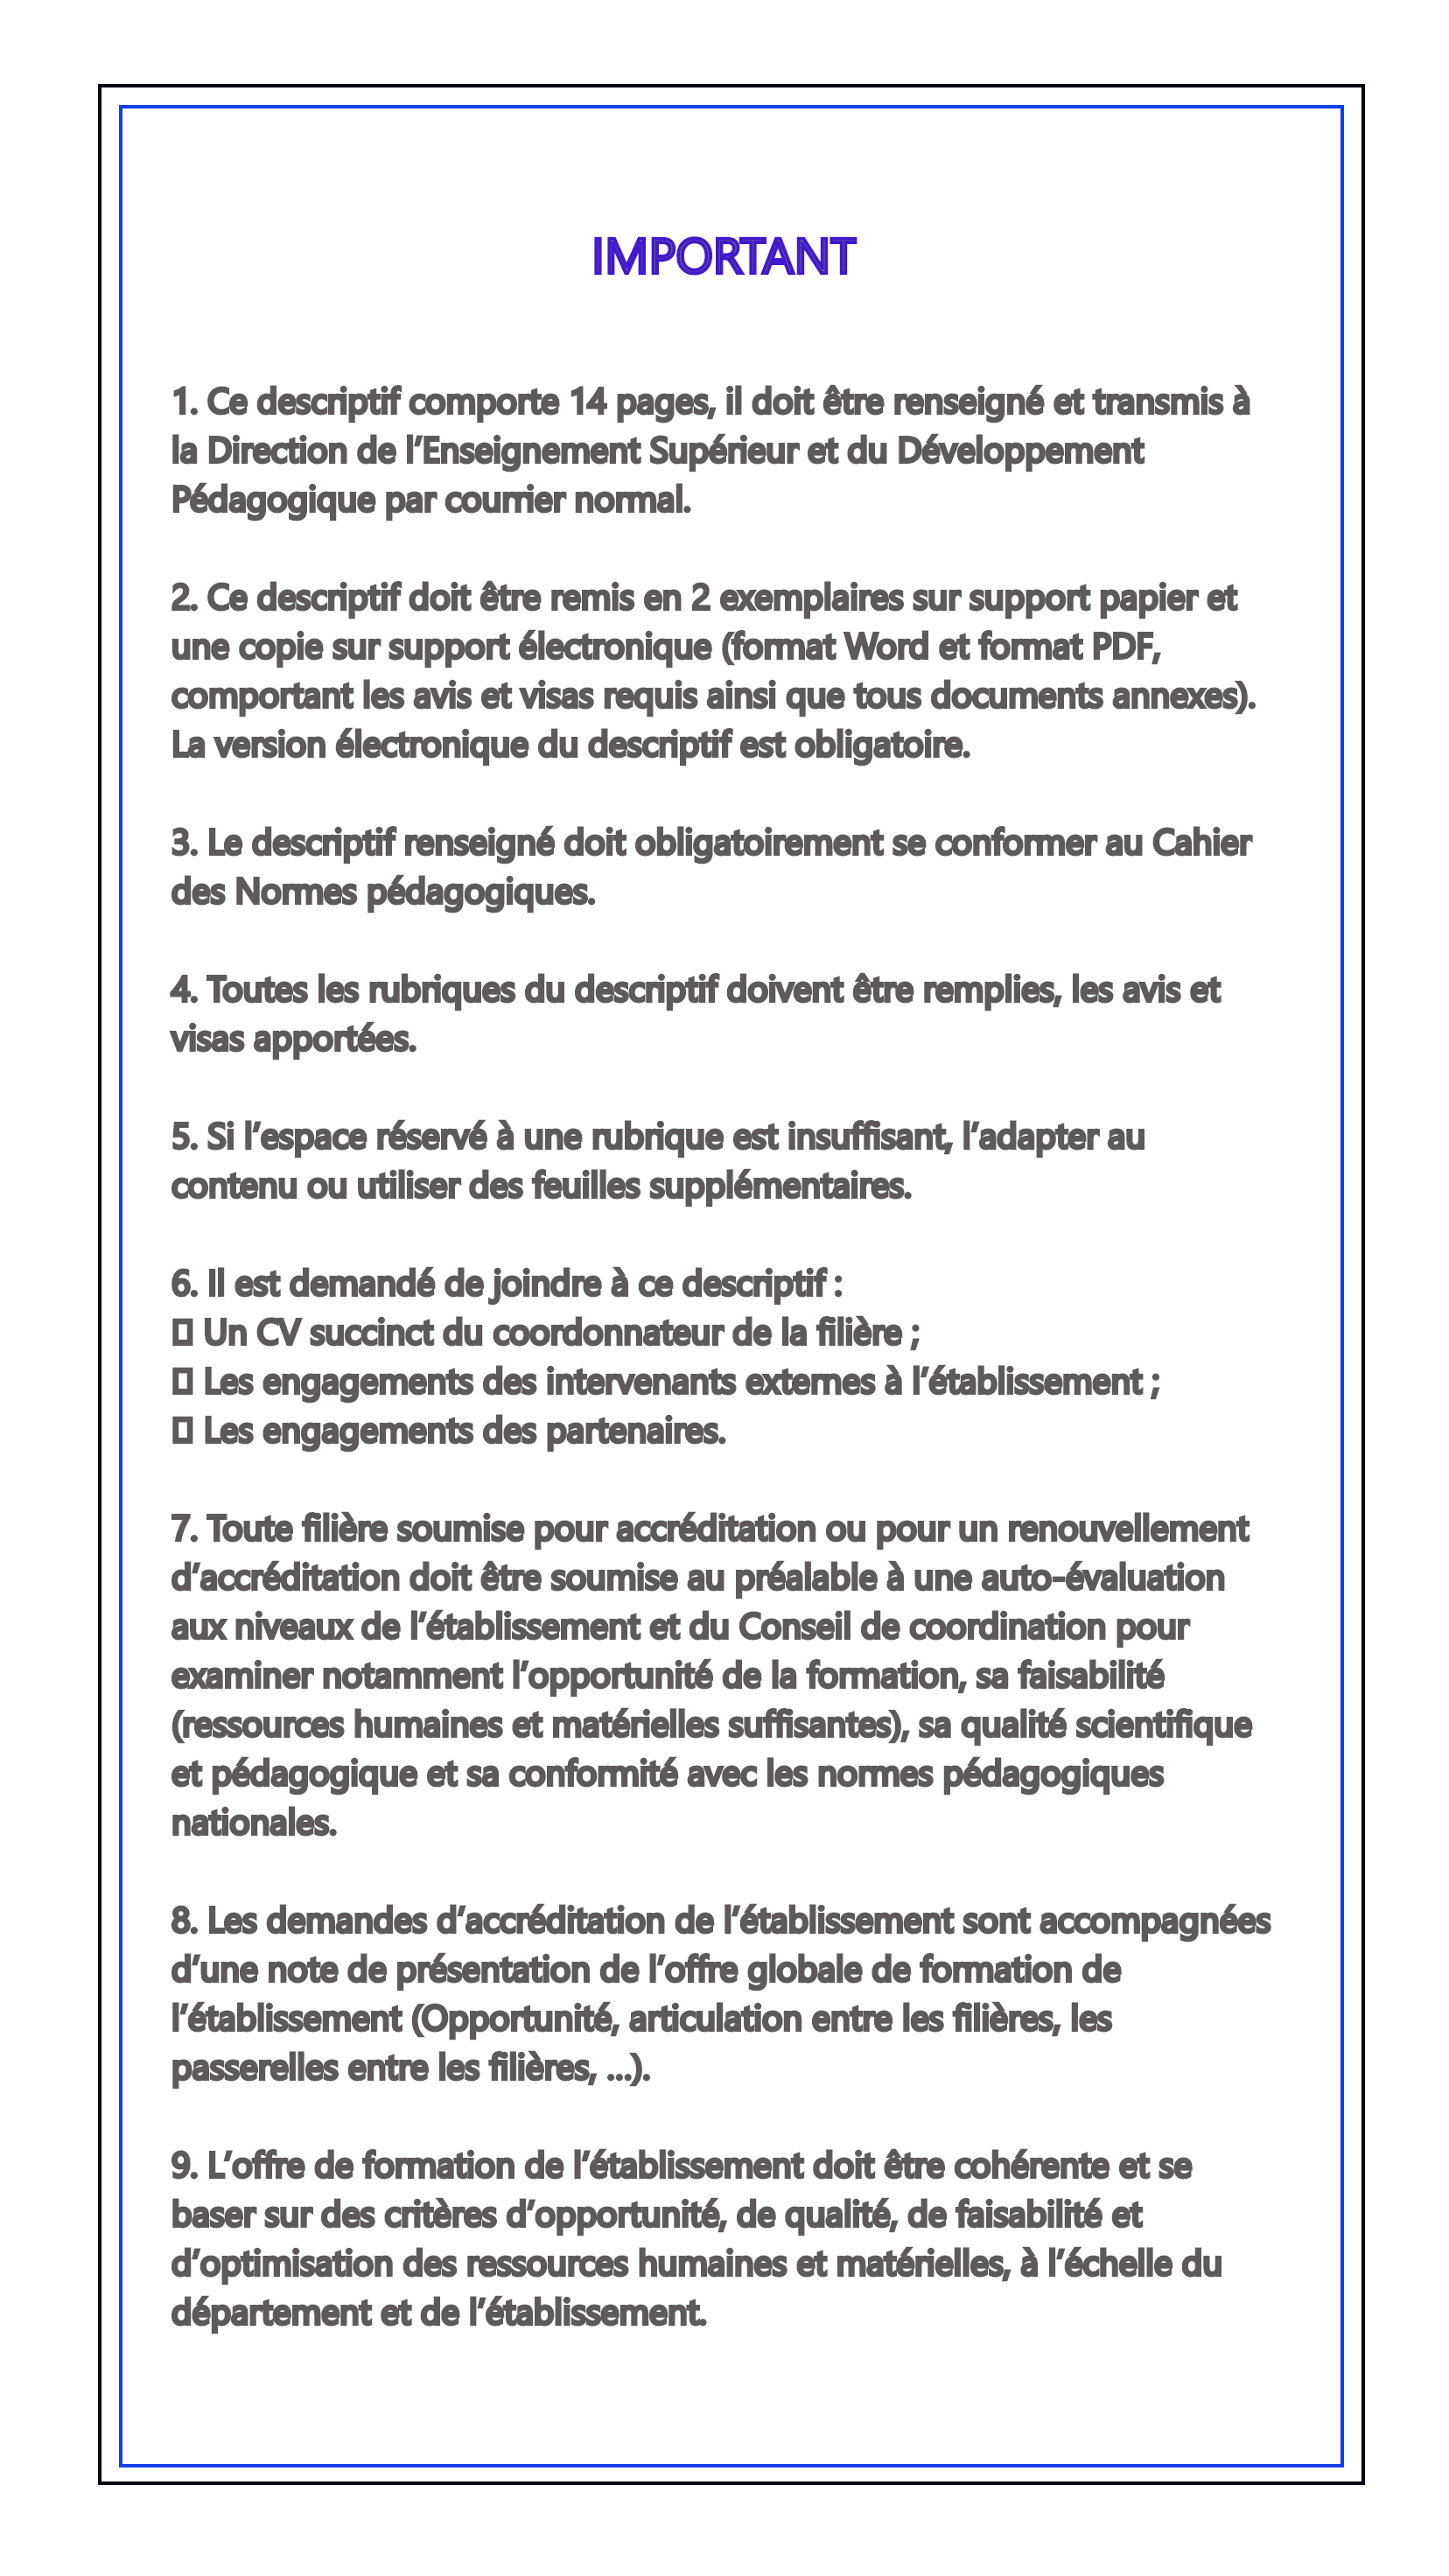 IMPORTANT
1. Ce descriptif comporte 14 pages, il doit être renseigné et transmis à
la Direction de l’Enseignement Supérieur et du Développement
Pédagogique par courrier normal.
2. Ce descriptif doit être remis en 2 exemplaires sur support papier et
une copie sur support électronique (format Word et format PDF,
comportant les avis et visas requis ainsi que tous documents annexes).
La version électronique du descriptif est obligatoire.
3. Le descriptif renseigné doit obligatoirement se conformer au Cahier
des Normes pédagogiques.
4. Toutes les rubriques du descriptif doivent être remplies, les avis et
visas apportées.
5. Si l’espace réservé à une rubrique est insuffisant, l’adapter au
contenu ou utiliser des feuilles supplémentaires.
6. Il est demandé de joindre à ce descriptif :
▯ Un CV succinct du coordonnateur de la filière ;
▯ Les engagements des intervenants externes à l’établissement ;
▯ Les engagements des partenaires.
7. Toute filière soumise pour accréditation ou pour un renouvellement
d’accréditation doit être soumise au préalable à une auto-évaluation
aux niveaux de l’établissement et du Conseil de coordination pour
examiner notamment l’opportunité de la formation, sa faisabilité
(ressources humaines et matérielles suffisantes), sa qualité scientifique
et pédagogique et sa conformité avec les normes pédagogiques
nationales.
8. Les demandes d’accréditation de l’établissement sont accompagnées
d’une note de présentation de l’offre globale de formation de
l’établissement (Opportunité, articulation entre les filières, les
passerelles entre les filières, ...).
9. L’offre de formation de l’établissement doit être cohérente et se
baser sur des critères d’opportunité, de qualité, de faisabilité et
d’optimisation des ressources humaines et matérielles, à l’échelle du
département et de l’établissement.